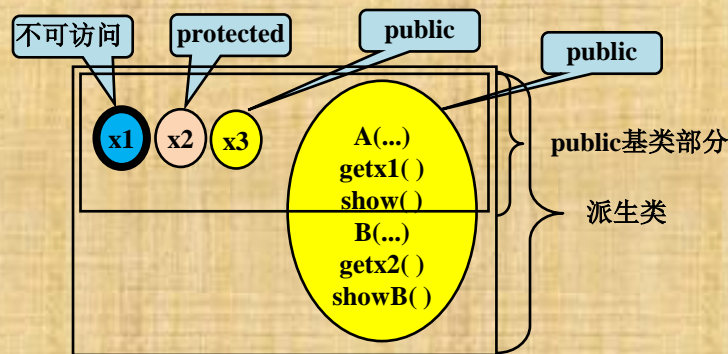 不可访问
protected
public
public
x1
x2
x3
A(...)
getx1( )
show( )
B(...)
getx2( )
showB( )
public基类部分
派生类